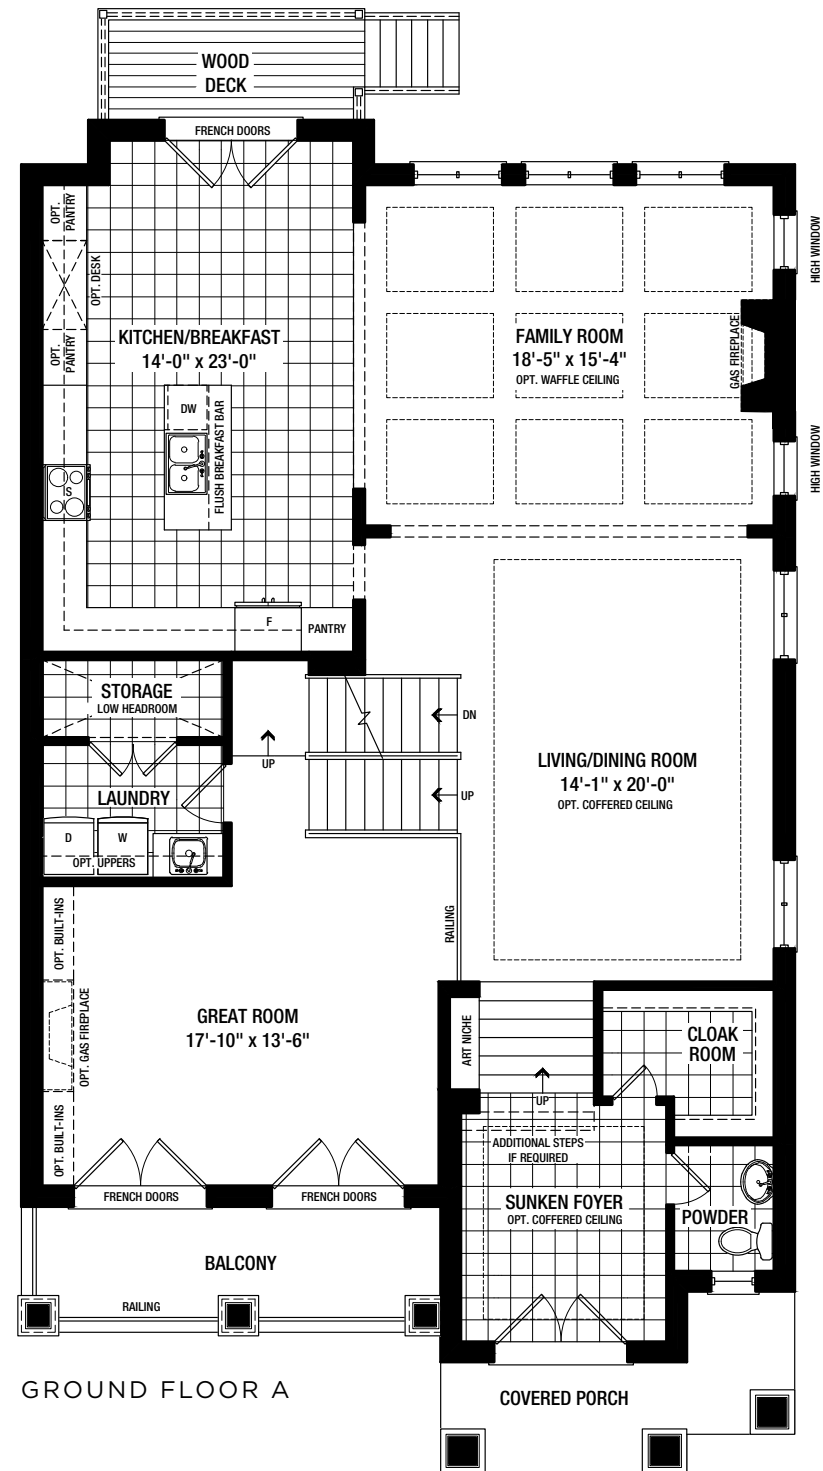 WOOD
DECK
FRENCH DOORS
OPT.
PANTRY
OPT. DESK
OPT.
PANTRY
KITCHEN/BREAKFAST
14'-0" x 23'-0"
DW
FLUSH BREAKFAST BAR
S
F
PANTRY
FAMILY ROOM
18'-5" x 15'-4"
OPT. WAFFLE CEILING
GAS FIREPLACE
HIGH WINDOW
HIGH WINDOW
STORAGE
LOW HEADROOM
UP
DN
UP
LAUNDRY
D
W
OPT. UPPERS
LIVING/DINING ROOM
14'-1" x 20'-0"
OPT. COFFERED CEILING
RAILING
OPT. BUILT-INS
OPT. GAS FIREPLACE
OPT. BUILT-INS
GREAT ROOM
17'-10" x 13'-6"
ART NICHE
UP
CLOAK
ROOM
ADDITIONAL STEPS
IF REQUIRED
SUNKEN FOYER
OPT. COFFERED CEILING
POWDER
FRENCH DOORS
FRENCH DOORS
BALCONY
RAILING
GROUND FLOOR A
COVERED PORCH